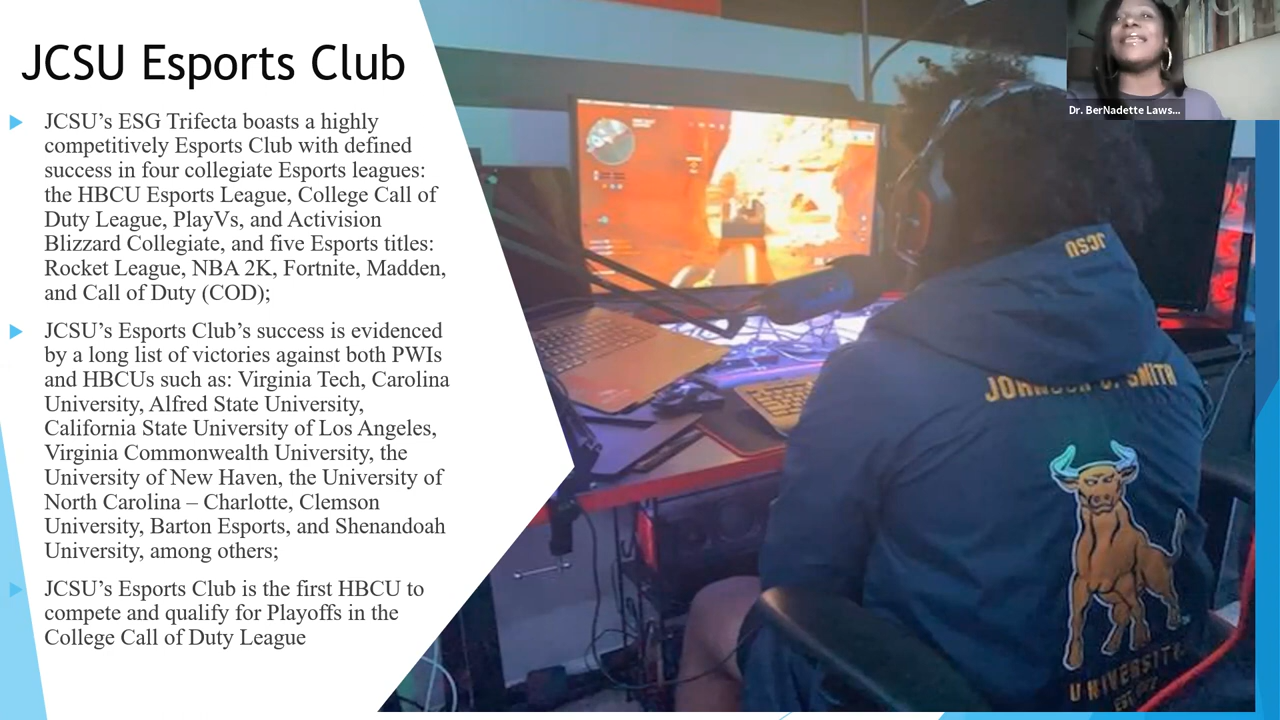 JCSU Esports Club
JCSU’s ESG Trifecta boasts a highly
competitively Esports Club with defined
success in four collegiate Esports leagues:
the HBCU Esports League, College Call of
Duty League, PlayVs, and Activision
Blizzard Collegiate, and five Esports titles:
Rocket League, NBA 2K, Fortnite, Madden,
and Call of Duty (COD);
JCSU’s Esports Club’s success is evidenced
by a long list of victories against both PWIs
and HBCUs such as: Virginia Tech, Carolina
University, Alfred State University,
California State University of Los Angeles,
Virginia Commonwealth University, the
University of New Haven, the University of
North Carolina – Charlotte, Clemson
University, Barton Esports, and Shenandoah
University, among others;
JCSU’s Esports Club is the first HBCU to
compete and qualify for Playoffs in the
College Call of Duty League
Dr. BerNadette Laws...
JCSU
SMITH
UNIVERSITY
EST.